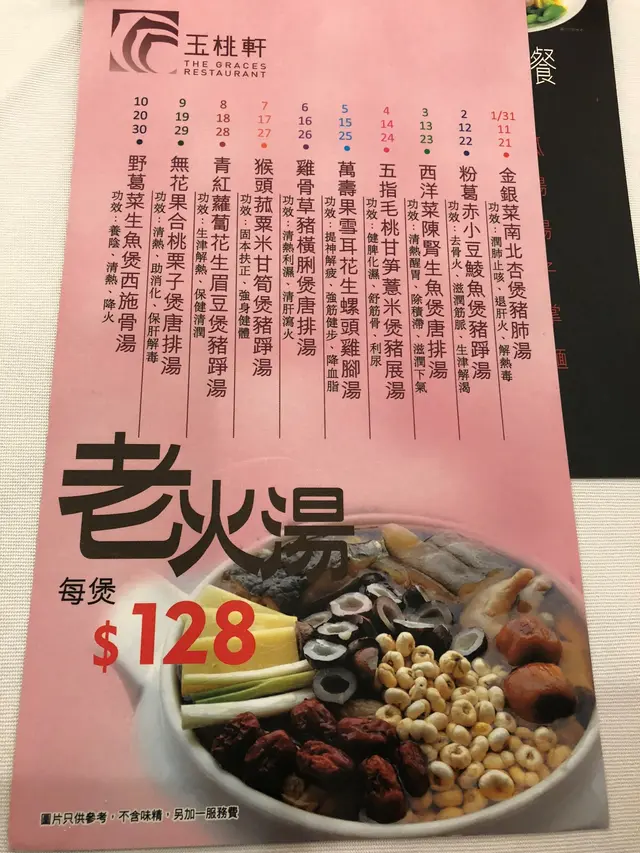 玉桃軒
THE GRACES
RESTAURANT
1/31
11
21
金銀菜南北杏煲豬肺湯
功效：潤肺止咳、退肝火、解熱毒
2
12
22
粉葛赤小豆鯪魚煲豬踭湯
功效：去骨火、滋潤筋脈、生津解渴
3
13
23
西洋菜陳腎生魚煲唐排湯
功效：清熱醒胃、除積滯、滋潤下氣
4
14
24
五指毛桃甘笋薏米煲豬展湯
功效：健脾化濕、舒筋骨、利尿
5
15
25
萬壽果雪耳花生螺頭雞腳湯
功效：提神解疲、強筋健步、降血脂
6
16
26
雞骨草豬橫脷煲唐排湯
功效：清熱利濕、清肝瀉火
7
17
27
猴頭菰粟米甘筍煲豬踭湯
功效：固本扶正、強身健體
8
18
28
青紅蘿蔔花生眉豆煲豬踭湯
功效：生津解熱、保健清潤
9
19
29
無花果合桃栗子煲唐排湯
功效：清熱、助消化、保肝解毒
10
20
30
野葛菜生魚煲西施骨湯
功效：養陰、清熱、降火
老火湯
每煲
$128
圖片只供參考，不含味精，另加一服務費
餐